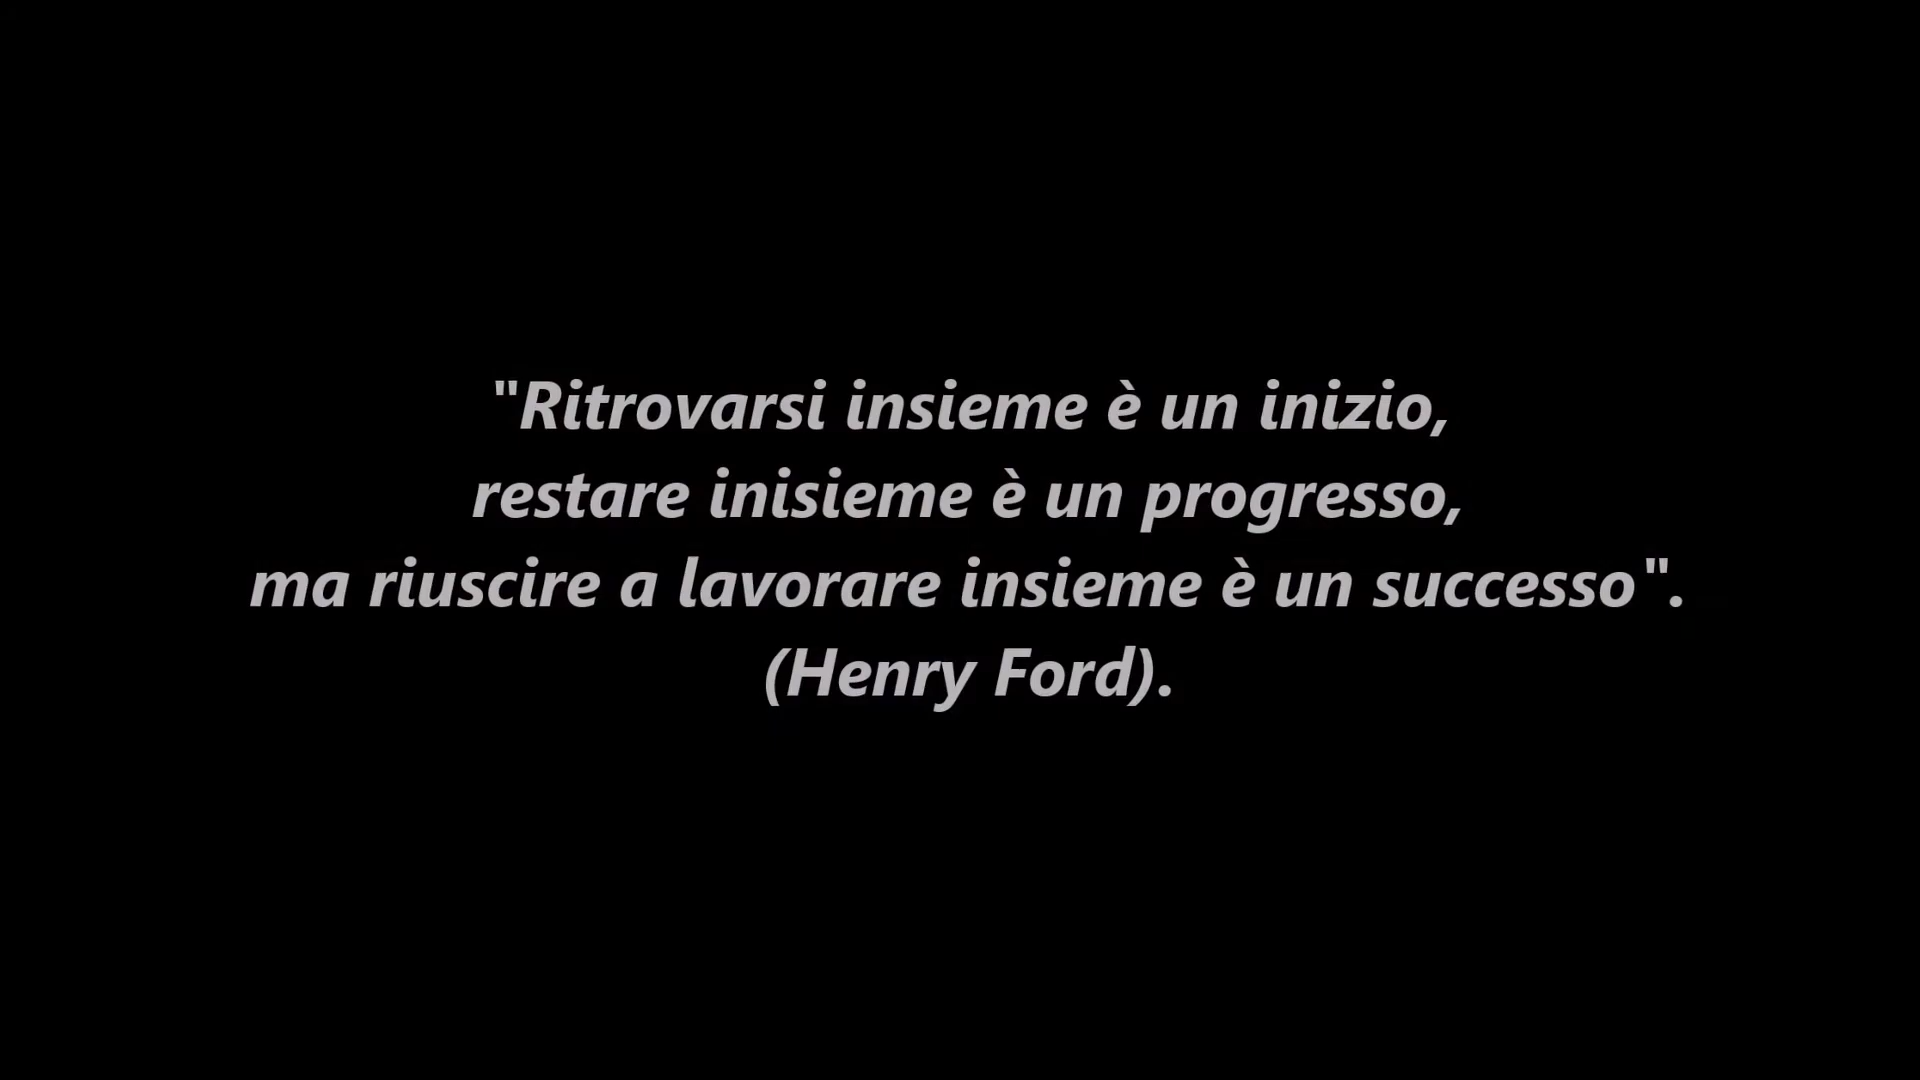 "Ritrovarsi insieme è un inizio,
restare inisieme è un progresso,
ma riuscire a lavorare insieme è un successo".
(Henry Ford).